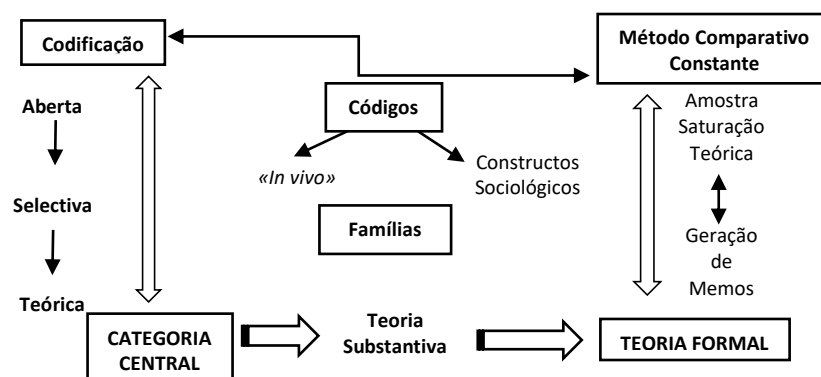 Codificação
Método Comparativo
Constante
Aberta
Códigos
Amostra
Saturação
Teórica
«In vivo»
Constructos
Sociológicos
Selectiva
Famílias
Geração
de
Memos
Teórica
CATEGORIA
CENTRAL
Teoria
Substantiva
TEORIA FORMAL